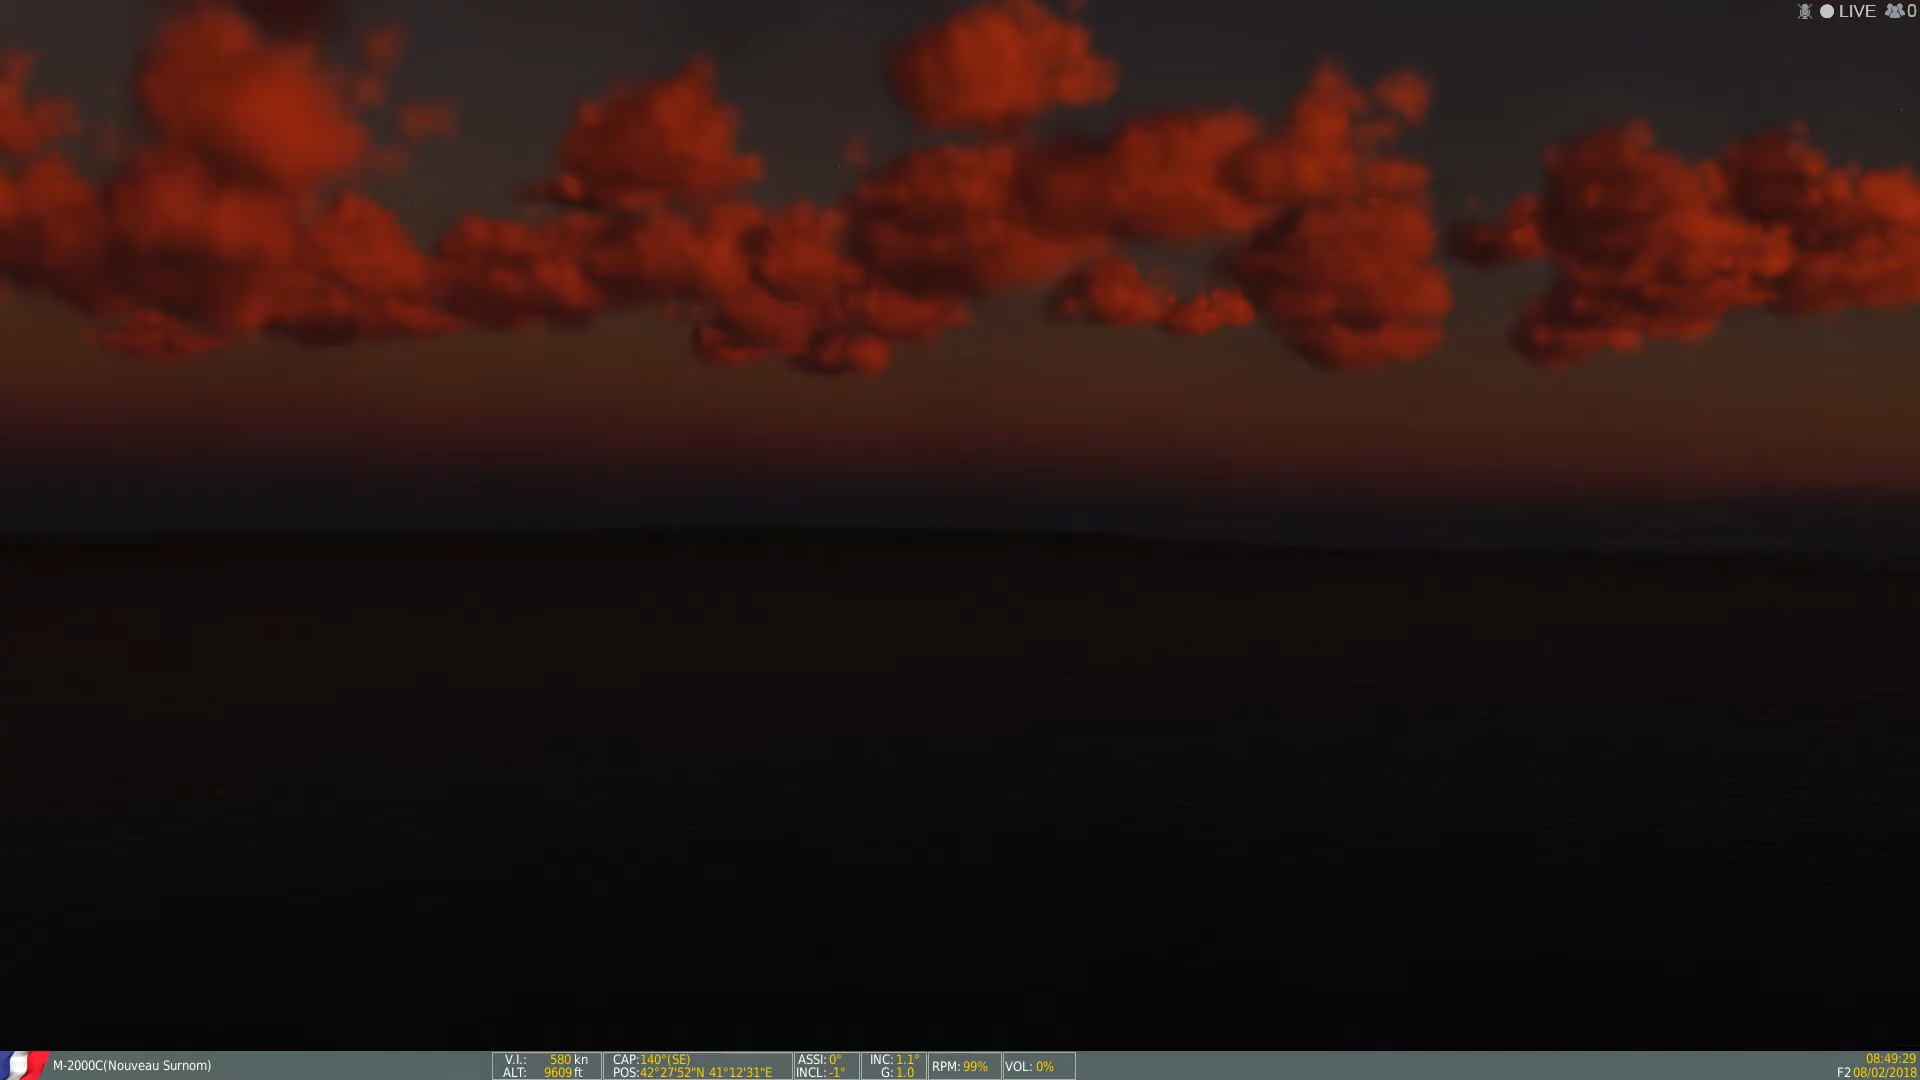 LIVE 0
M-2000C(Nouveau Surnom)
V.I.: 580 kn
ALT: 9609 ft
CAP:140°(SE)
POS:42°27'52"N 41°12'31"E
ASSI: 0°
INCL: -1°
INC: 1.1°
G: 1.0
RPM: 99%
VOL: 0%
08:49:29
F2 08/02/2018